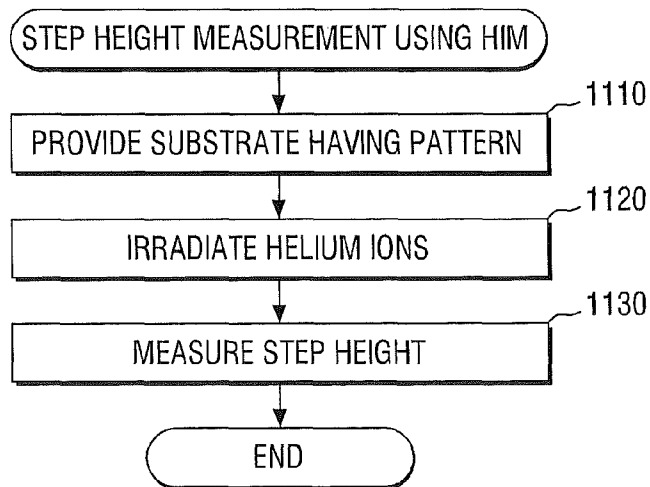 STEP HEIGHT MEASUREMENT USING HIM
1110
PROVIDE SUBSTRATE HAVING PATTERN
1120
IRRADIATE HELIUM IONS
1130
MEASURE STEP HEIGHT
END